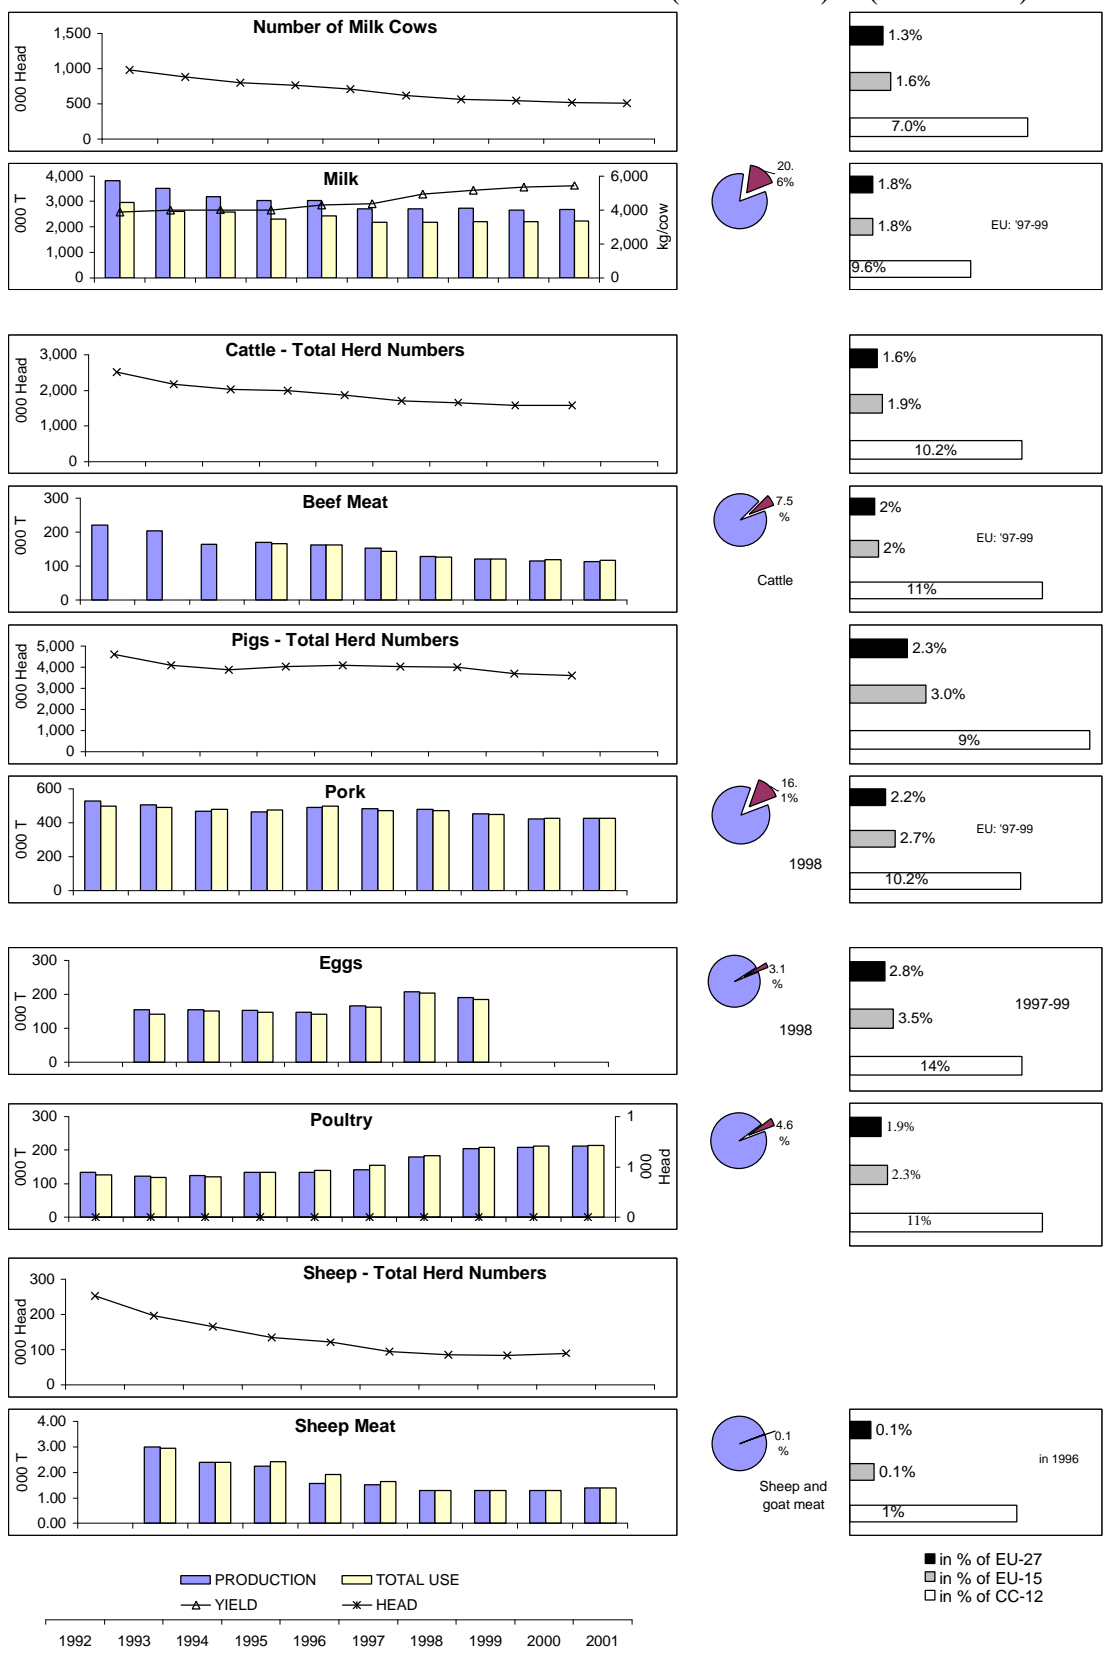 Number of Milk Cows
000 Head
1,500
1,000
500
0
1.3%
1.6%
7.0%
Milk
000 T
4,000
3,000
2,000
1,000
0
6,000
4,000
2,000
0
kg/cow
20.
6%
1.8%
1.8%
9.6%
EU: '97-99
Cattle - Total Herd Numbers
000 Head
3,000
2,000
1,000
0
1.6%
1.9%
10.2%
Beef Meat
000 T
300
200
100
0
7.5
%
Cattle
2%
2%
11%
EU: '97-99
Pigs - Total Herd Numbers
000 Head
5,000
4,000
3,000
2,000
1,000
0
2.3%
3.0%
9%
Pork
000 T
600
400
200
0
16.
1%
1998
2.2%
2.7%
10.2%
EU: '97-99
Eggs
000 T
300
200
100
0
3.1
%
1998
2.8%
3.5%
14%
1997-99
Poultry
000 T
300
200
100
0
1
1
0
000
Head
4.6
%
1.9%
2.3%
11%
Sheep - Total Herd Numbers
000 Head
300
200
100
0
Sheep Meat
000 T
4.00
3.00
2.00
1.00
0.00
0.1
%
Sheep and
goat meat
0.1%
0.1%
1%
in 1996
PRODUCTION TOTAL USE
YIELD HEAD
in % of EU-27
in % of EU-15
in % of CC-12
1992 1993 1994 1995 1996 1997 1998 1999 2000 2001